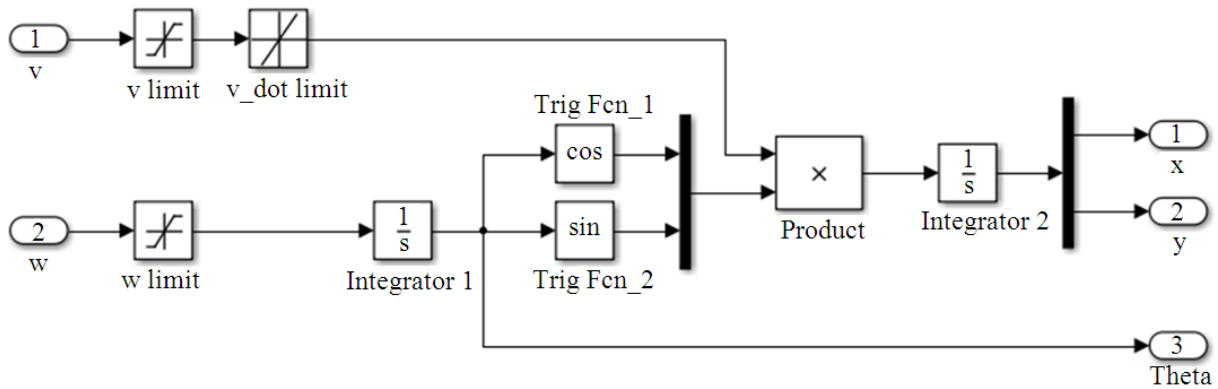 1
v
v limit
v_dot limit
Trig Fcn_1
cos
×
Product
1
s
Integrator 2
1
x
2
y
2
w
w limit
1
s
Integrator 1
sin
Trig Fcn_2
3
Theta